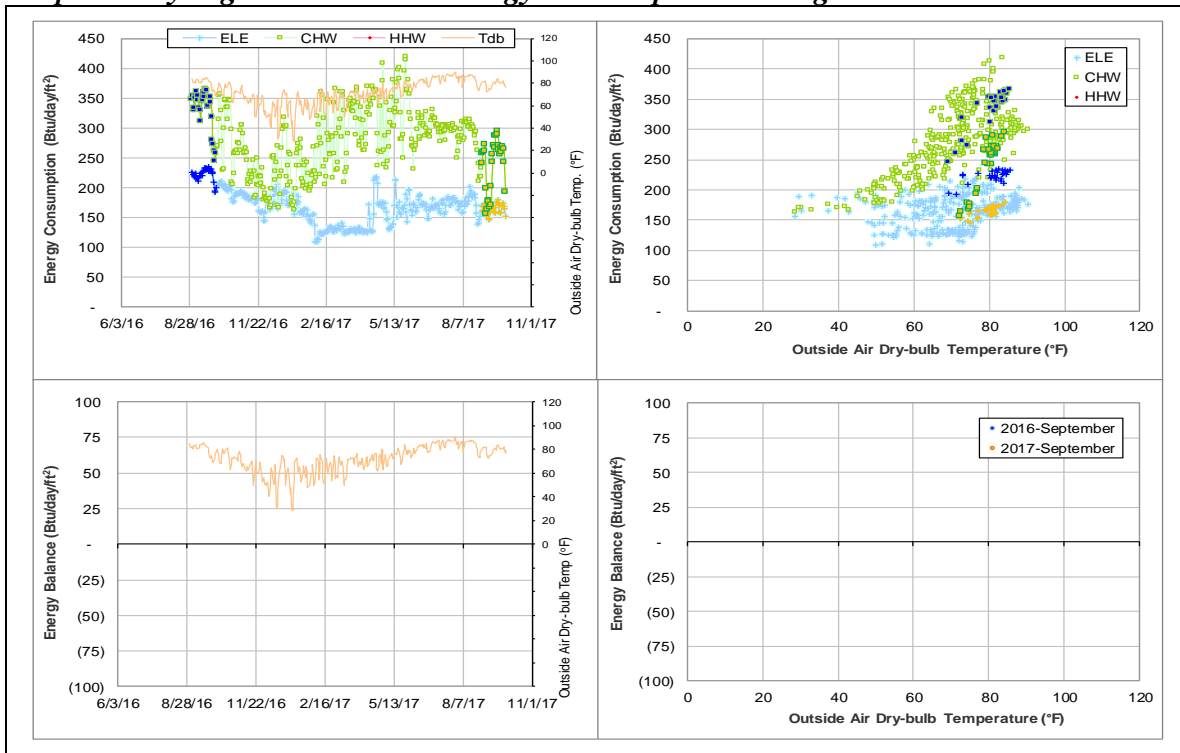 ELE CHW HHW Tdb
Energy Consumption (Btu/day/ft²)
450
400
350
300
250
200
150
100
50
-
6/3/16 8/28/16 11/22/16 2/16/17 5/13/17 8/7/17 11/1/17
120
100
80
60
40
20
0
Outside Air Dry-bulb Temp. (°F)
ELE
CHW
HHW
Energy Consumption (Btu/day/ft²)
450
400
350
300
250
200
150
100
50
-
0 20 40 60 80 100 120
Outside Air Dry-bulb Temperature (°F)
Energy Balance (Btu/day/ft²)
100
75
50
25
-
(25)
(50)
(75)
(100)
6/3/16 8/28/16 11/22/16 2/16/17 5/13/17 8/7/17 11/1/17
120
100
80
60
40
20
0
Outside Air Dry-bulb Temp (°F)
2016-September
2017-September
Energy Balance (Btu/day/ft²)
100
75
50
25
-
(25)
(50)
(75)
(100)
0 20 40 60 80 100 120
Outside Air Dry-bulb Temperature (°F)